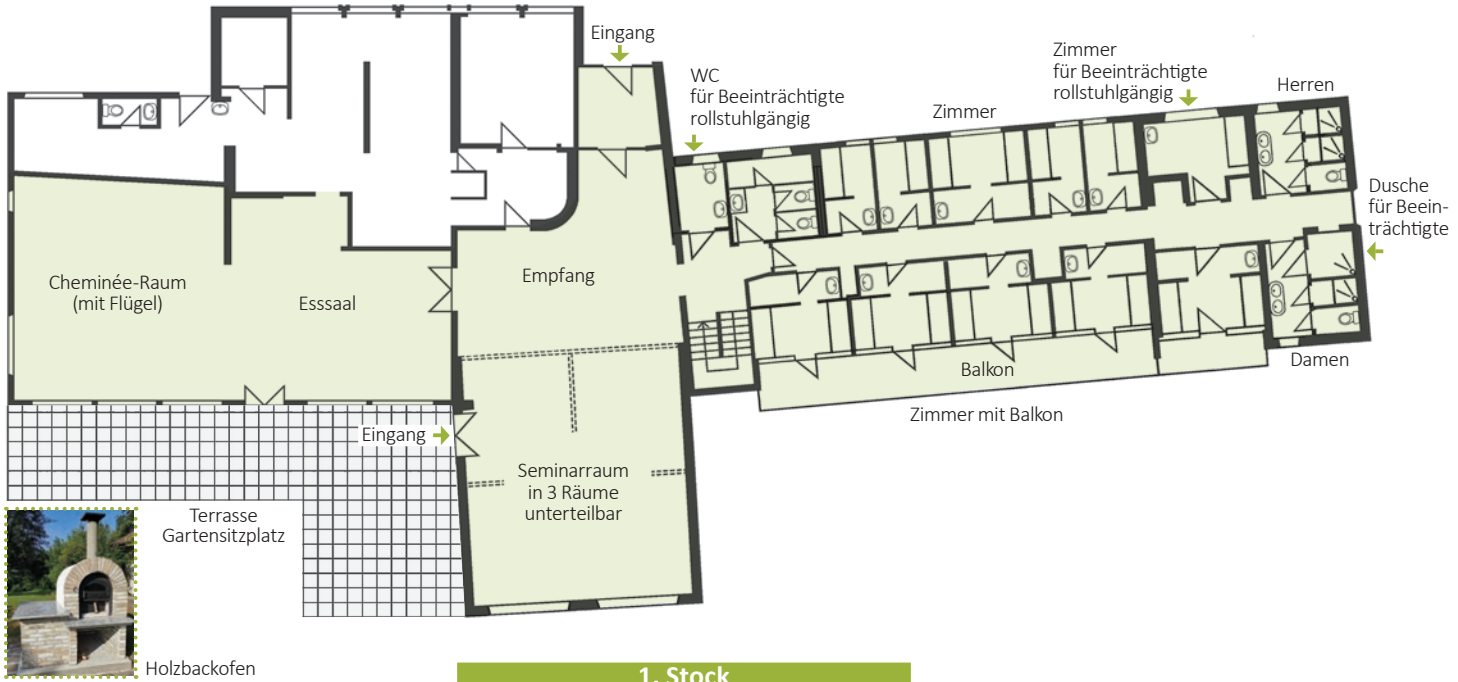 Eingang
WC
für Beeinträchtigte
rollstuhlgängig
Zimmer
Zimmer
für Beeinträchtigte
rollstuhlgängig
Herren
Dusche
für Beein-
trächtigte
Cheminée-Raum
(mit Flügel)
Esssaal
Empfang
Balkon
Damen
Zimmer mit Balkon
Eingang
Seminarraum
in 3 Räume
unterteilbar
Terrasse
Gartensitzplatz
Holzbackofen
1. Stock